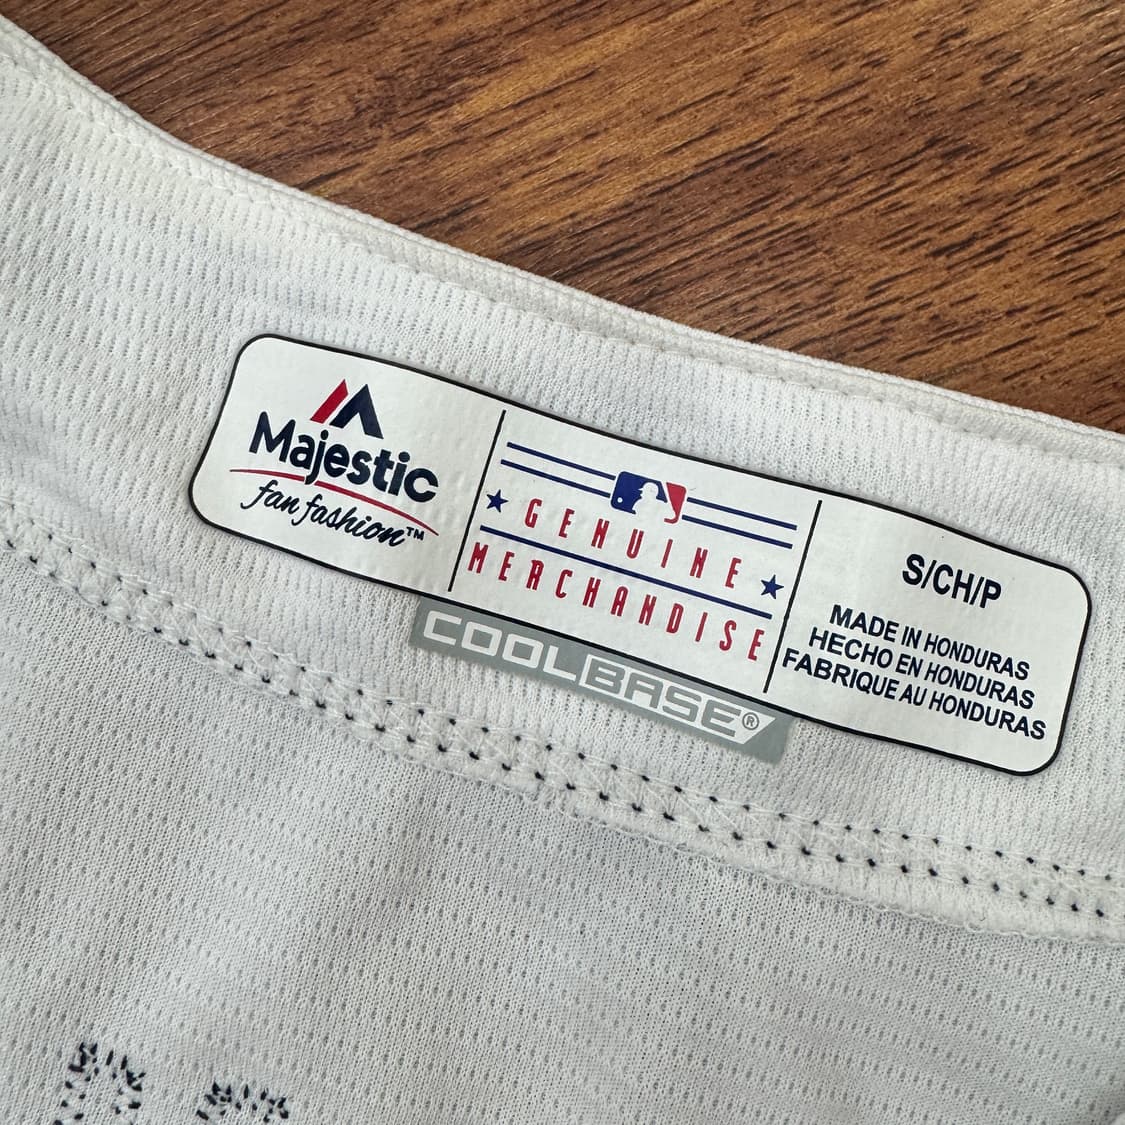 Majestic
fan fashion™
GENUINE
MERCHANDISE
COOLBASE®
S/CH/P
MADE IN HONDURAS
HECHO EN HONDURAS
FABRIQUE AU HONDURAS